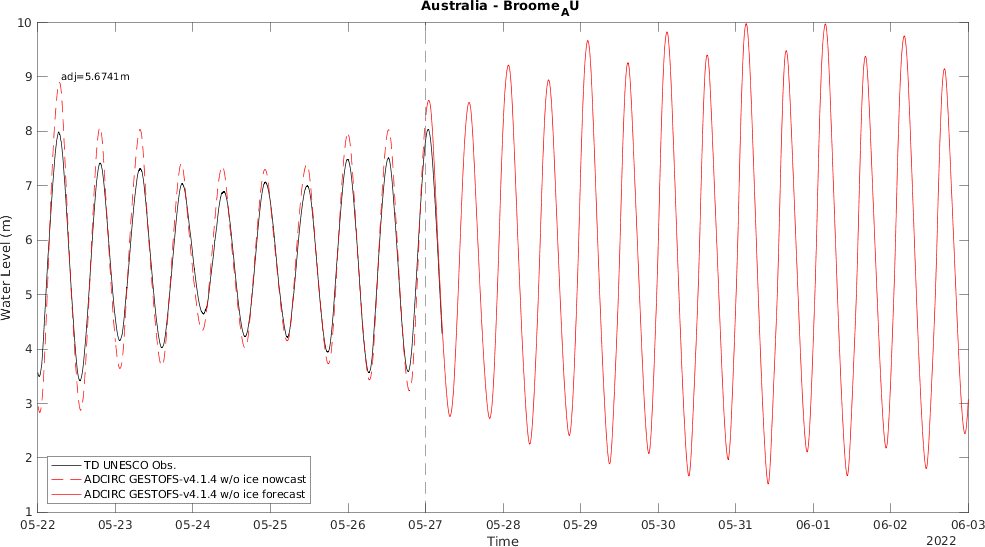 Australia - Broome_AU
adj=5.6741m
10
9
8
7
6
5
4
3
2
1
Water Level (m)
TD UNESCO Obs.
ADCIRC GESTOFS-v4.1.4 w/o ice nowcast
ADCIRC GESTOFS-v4.1.4 w/o ice forecast
05-22 05-23 05-24 05-25 05-26 05-27 05-28 05-29 05-30 05-31 06-01 06-02 06-03
Time
2022